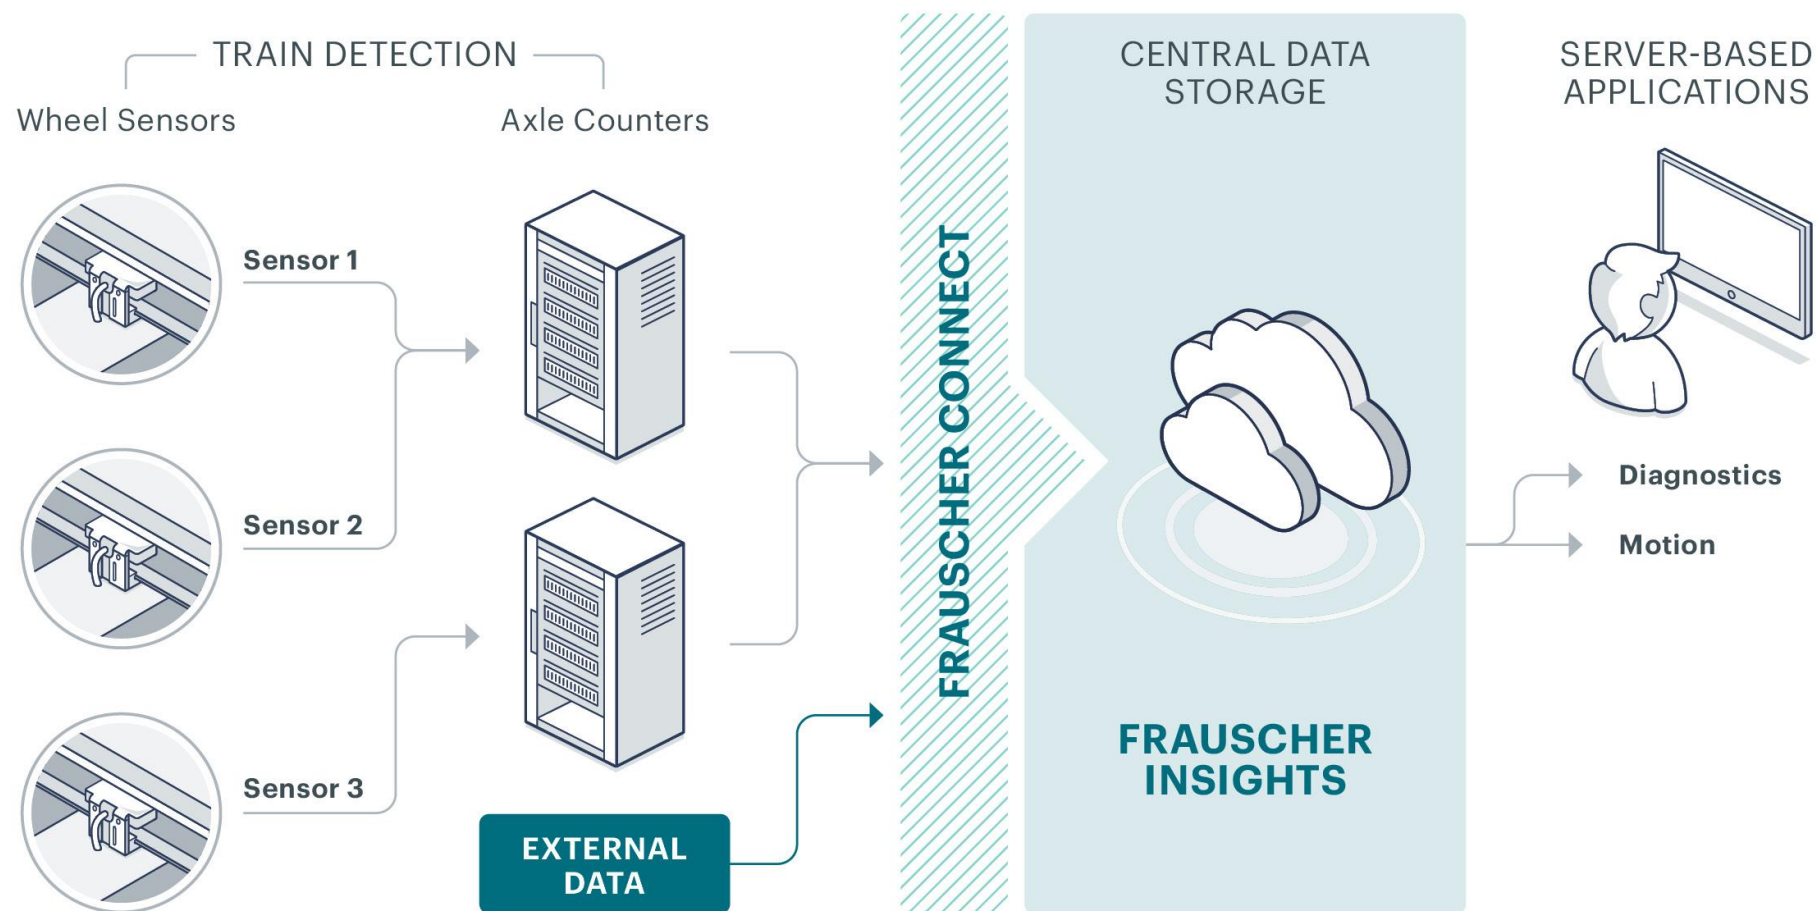 TRAIN DETECTION
Wheel Sensors
Axle Counters
Sensor 1
Sensor 2
Sensor 3
EXTERNAL
DATA
FRAUSCHER CONNECT
CENTRAL DATA
STORAGE
FRAUSCHER
INSIGHTS
SERVER-BASED
APPLICATIONS
Diagnostics
Motion